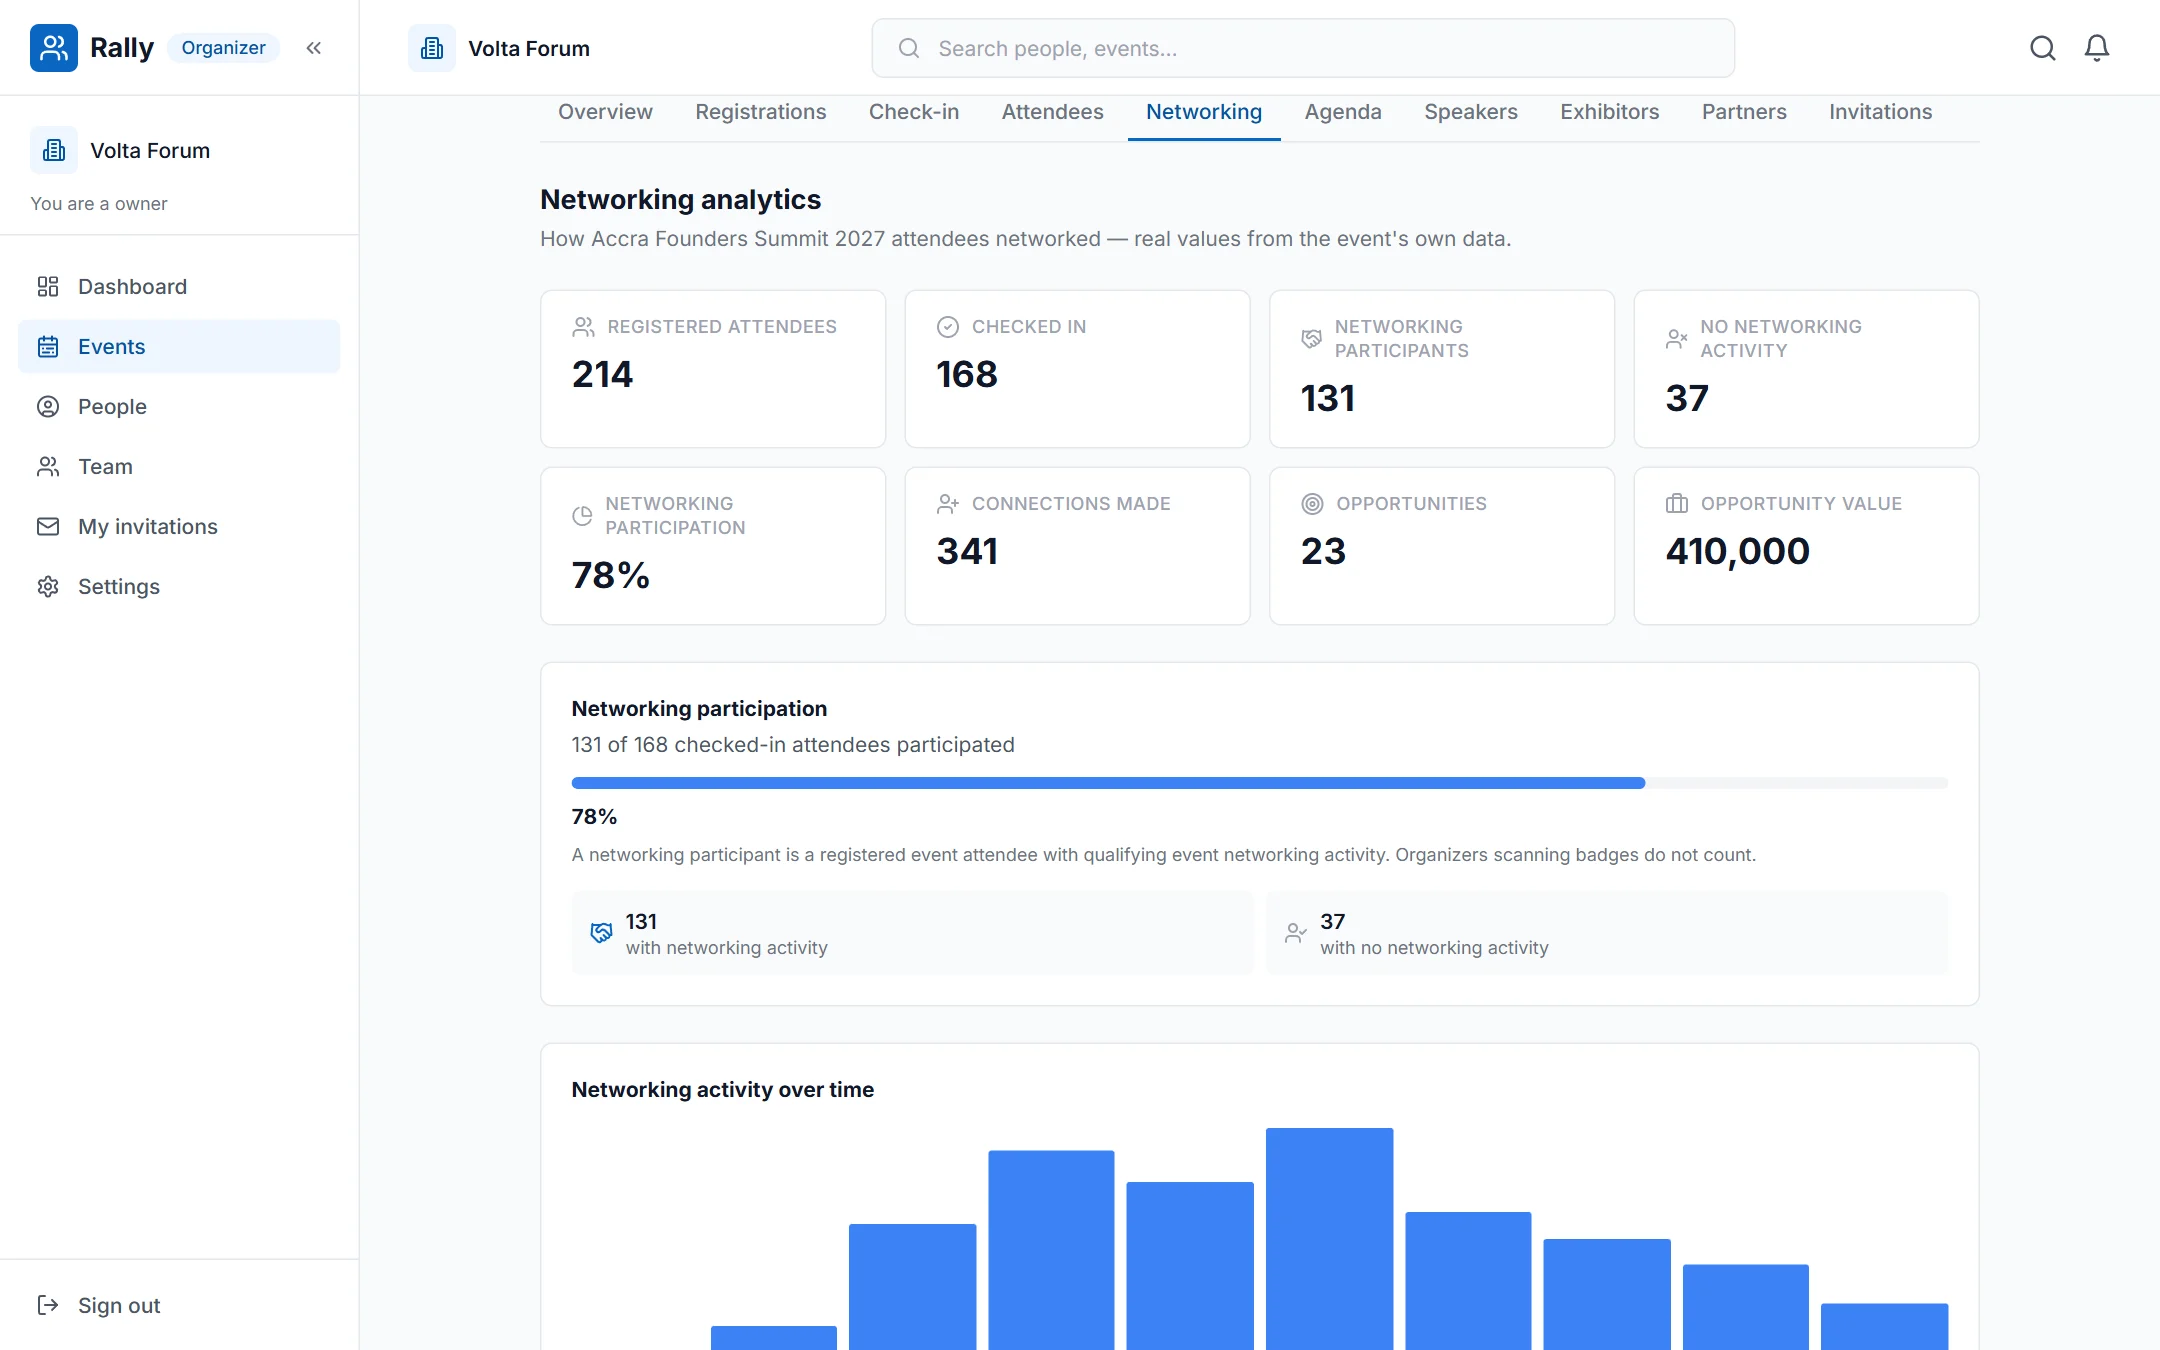 Rally
Organizer
Volta Forum
Search people, events...
Volta Forum
You are a owner
Dashboard
Events
People
Team
My invitations
Settings
Sign out
Overview
Registrations
Check-in
Attendees
Networking
Agenda
Speakers
Exhibitors
Partners
Invitations
Networking analytics
How Accra Founders Summit 2027 attendees networked — real values from the event's own data.
REGISTERED ATTENDEES
214
CHECKED IN
168
NETWORKING
PARTICIPANTS
131
NO NETWORKING
ACTIVITY
37
NETWORKING
PARTICIPATION
78%
CONNECTIONS MADE
341
OPPORTUNITIES
23
OPPORTUNITY VALUE
410,000
Networking participation
131 of 168 checked-in attendees participated
78%
A networking participant is a registered event attendee with qualifying event networking activity. Organizers scanning badges do not count.
131
with networking activity
37
with no networking activity
Networking activity over time